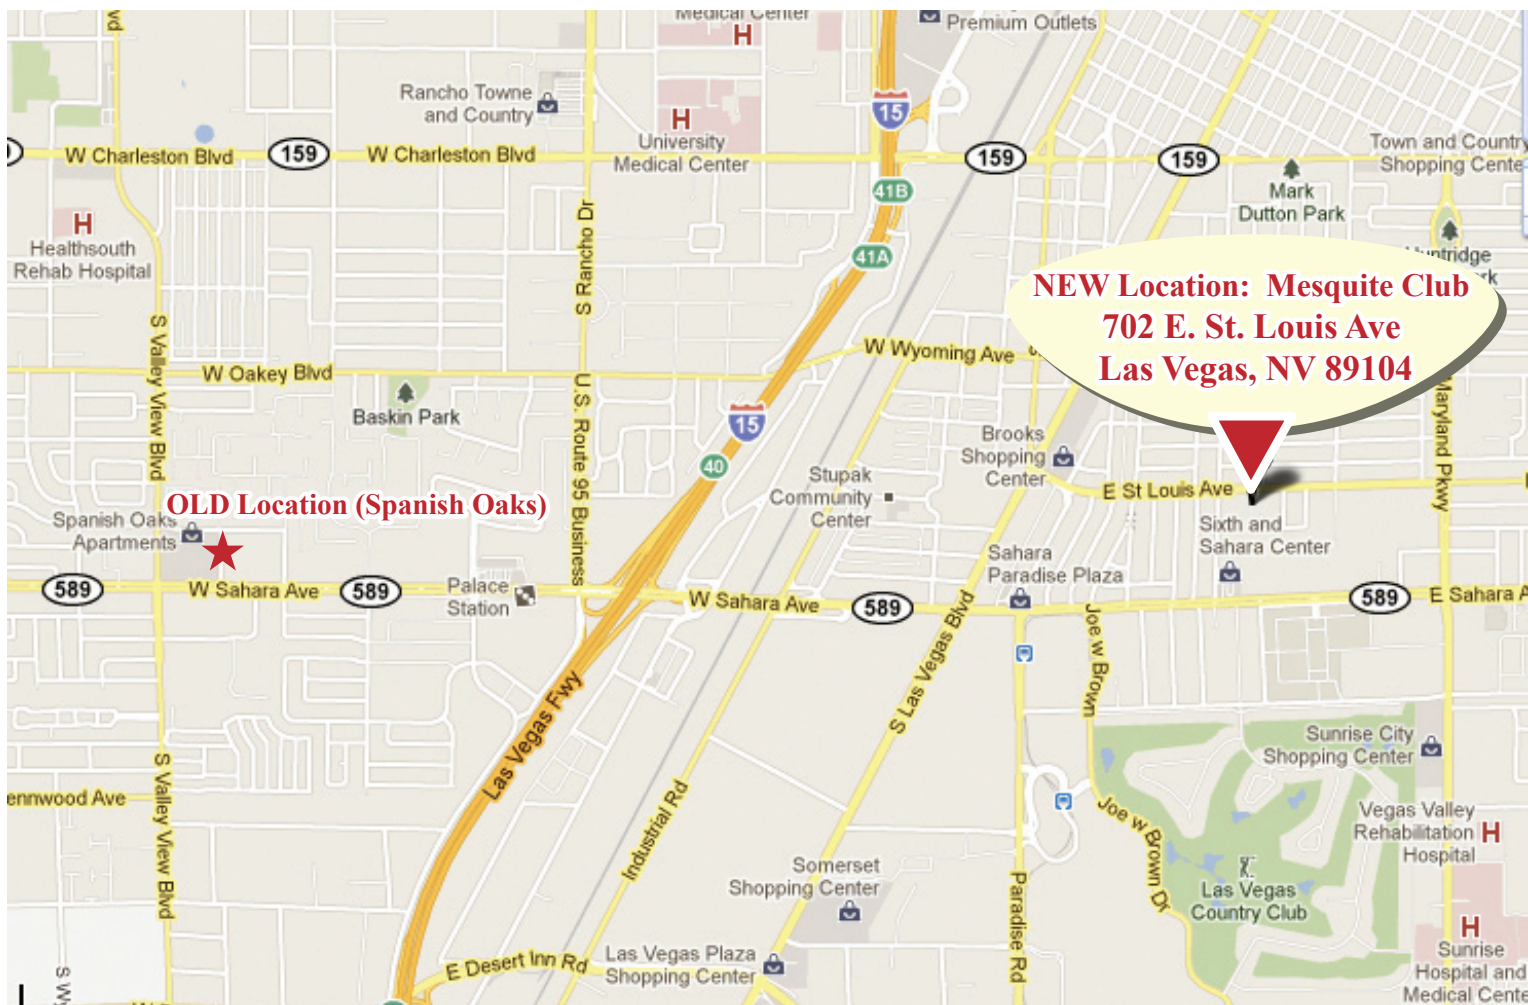 Medical Center
H
Premium Outlets
Rancho Towne
and Country
15
H
University
Medical Center
W Charleston Blvd
159
W Charleston Blvd
159
159
Town and Country
Shopping Cente
Mark
Dutton Park
41B
H
Healthsouth
Rehab Hospital
S Rancho Dr
41A
NEW Location: Mesquite Club
702 E. St. Louis Ave
Las Vegas, NV 89104
S Valley View Blvd
W Oakey Blvd
W Wyoming Ave
Baskin Park
U.S. Route 95 Business
15
40
Maryland Pkwy
Brooks
Shopping
Center
Stupak
Community
Center
E St Louis Ave
OLD Location (Spanish Oaks)
Spanish Oaks
Apartments
Sixth and
Sahara Center
Sahara
Paradise Plaza
589
W Sahara Ave
589
Palace
Station
W Sahara Ave
589
589
E Sahara A
Joe w Brown
S Las Vegas Blvd
Las Vegas Fwy
Sunrise City
Shopping Center
S Valley View Blvd
ennwood Ave
Industrial Rd
Joe w Brown Dr
Vegas Valley
Rehabilitation
Hospital
H
Somerset
Shopping Center
Paradise Rd
Las Vegas
Country Club
E Desert Inn Rd
Las Vegas Plaza
Shopping Center
H
Sunrise
Hospital and
Medical Cente
S Wy